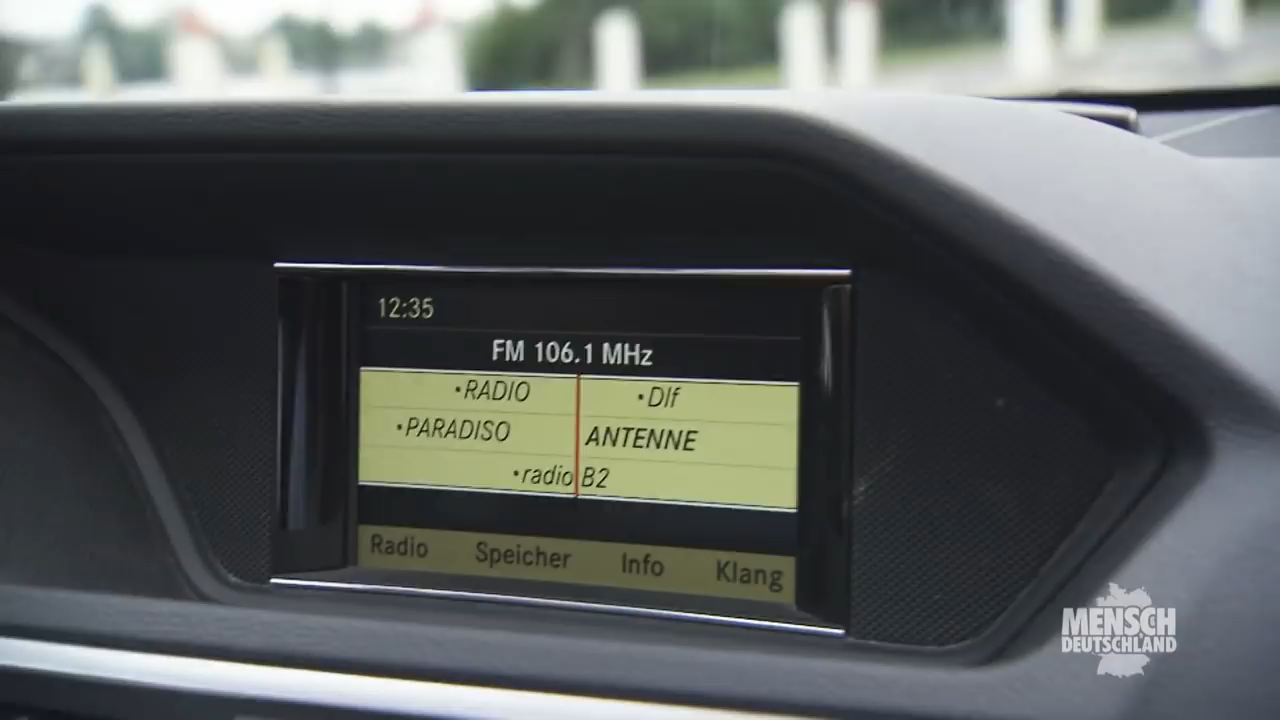 12:35
FM 106.1 MHz
•RADIO •Dlf
•PARADISO ANTENNE
•radio B2
Radio Speicher Info Klang
MENSCH
DEUTSCHLAND